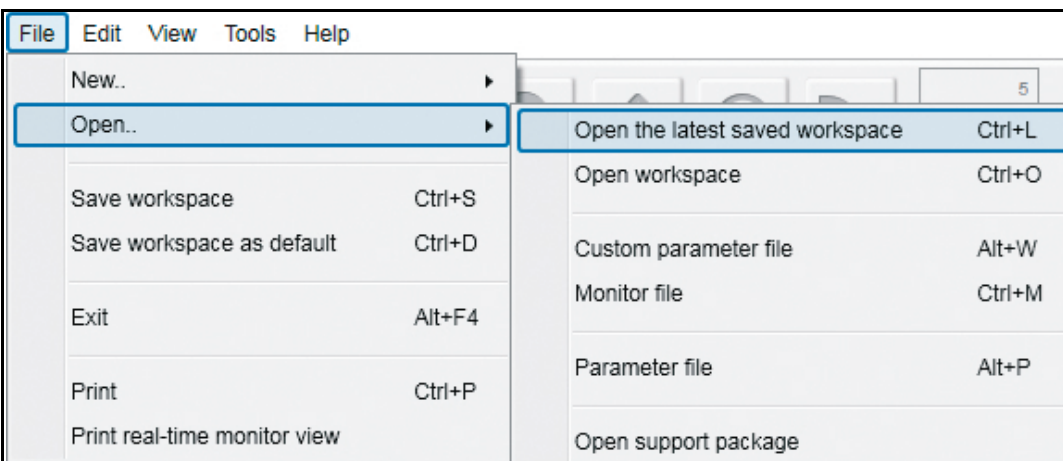 File Edit View Tools Help
New..
5
Open..
Open the latest saved workspace Ctrl+L
Open workspace Ctrl+O
Save workspace Ctrl+S
Save workspace as default Ctrl+D
Custom parameter file Alt+W
Monitor file Ctrl+M
Exit Alt+F4
Parameter file Alt+P
Print Ctrl+P
Print real-time monitor view
Open support package